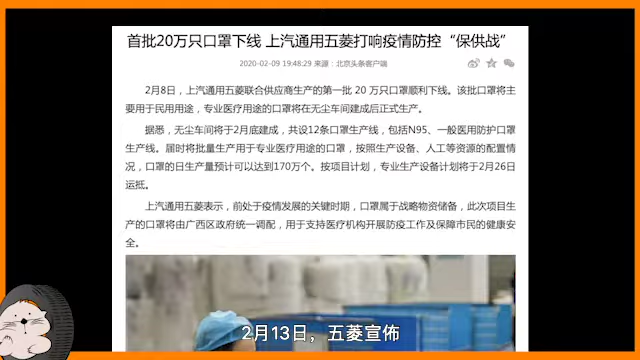 首批20万只口罩下线 上汽通用五菱打响疫情防控“保供战”
2020-02-09 19:48:29 来源：北京头条客户端
2月8日，上汽通用五菱联合供应商生产的第一批 20 万只口罩顺利下线。该批口罩将主
要用于民用用途，专业医疗用途的口罩将在无尘车间建成后正式生产。
据悉，无尘车间将于2月底建成，共设12条口罩生产线，包括N95、一般医用防护口罩
生产线。届时将批量生产用于专业医疗用途的口罩，按照生产设备、人工等资源的配置情
况，口罩的日生产量预计可以达到170万个。按项目计划，专业生产设备计划将于2月26日
运抵。
上汽通用五菱表示，前处于疫情发展的关键时期，口罩属于战略物资储备，此次项目生
产的口罩将由广西区政府统一调配，用于支持医疗机构开展防疫工作及保障市民的健康安
全。
2月13日，五菱宣佈